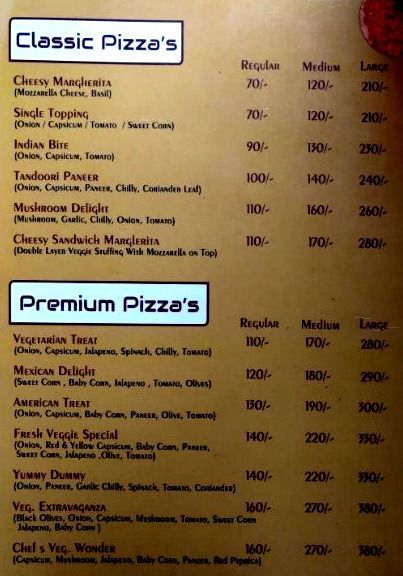 Classic Pizza's
Regular Medium Large
Cheesy Margherita 70/- 120/- 210/-
(Mozzarella Cheese, Basil)
Single Topping 70/- 120/- 210/-
(Onion / Capsicum / Tomato / Sweet Corn)
Indian Bite 90/- 130/- 230/-
(Onion, Capsicum, Tomato)
Tandoori Paneer 100/- 140/- 240/-
(Onion, Capsicum, Paneer, Chilly, Coriander Leaf)
Mushroom Delight 110/- 160/- 260/-
(Mushroom, Garlic, Chilly, Onion, Tomato)
Cheesy Sandwich Marglerita 110/- 170/- 280/-
(Double Layer Veggie Stuffing With Mozzarella on Top)
Premium Pizza's
Regular Medium Large
Vegetarian Treat 110/- 170/- 280/-
(Onion, Capsicum, Jalapeno, Spinach, Chilly, Tomato)
Mexican Delight 120/- 180/- 290/-
(Sweet Corn, Baby Corn, Jalapeno , Tomato, Olives)
American Treat 130/- 190/- 300/-
(Onion, Capsicum, Baby Corn, Paneer, Olive, Tomato)
Fresh Veggie Special 140/- 220/- 330/-
(Onion, Red & Yellow Capsicum, Baby Corn, Paneer,
Sweet Corn, Jalapeno ,Olive, Tomato)
Yummy Dummy 140/- 220/- 330/-
(Onion, Paneer, Garlic Chilly, Spinach, Tomato, Coriander)
Veg. Extravaganza 160/- 270/- 380/-
(Black Olives, Onion, Capsicum, Mushroom, Tomato, Sweet Corn
Jalapeno, Baby Corn )
Chef s Veg. Wonder 160/- 270/- 380/-
(Capsicum, Mushroom, Jalapeno, Baby Corn, Paneer, Red Peprica)